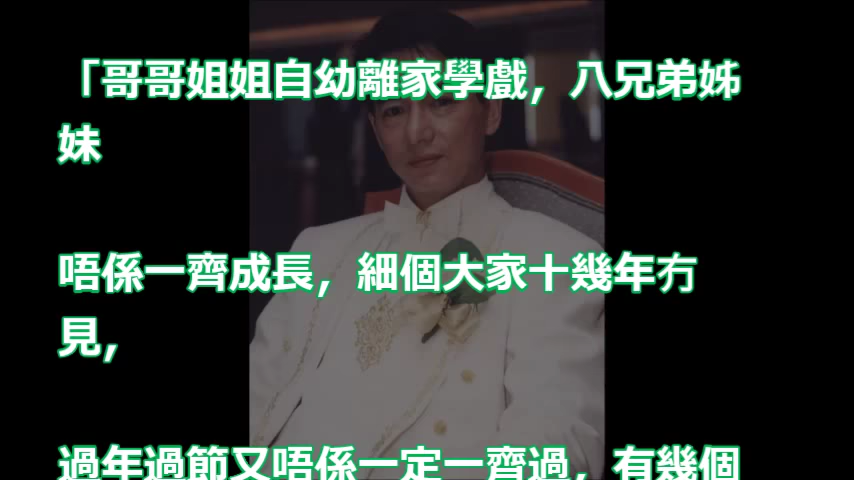 「哥哥姐姐自幼離家學戲，八兄弟姊
妹
唔係一齊成長，細個大家十幾年冇
見，
過年過節又唔係一定一齊過，有幾個